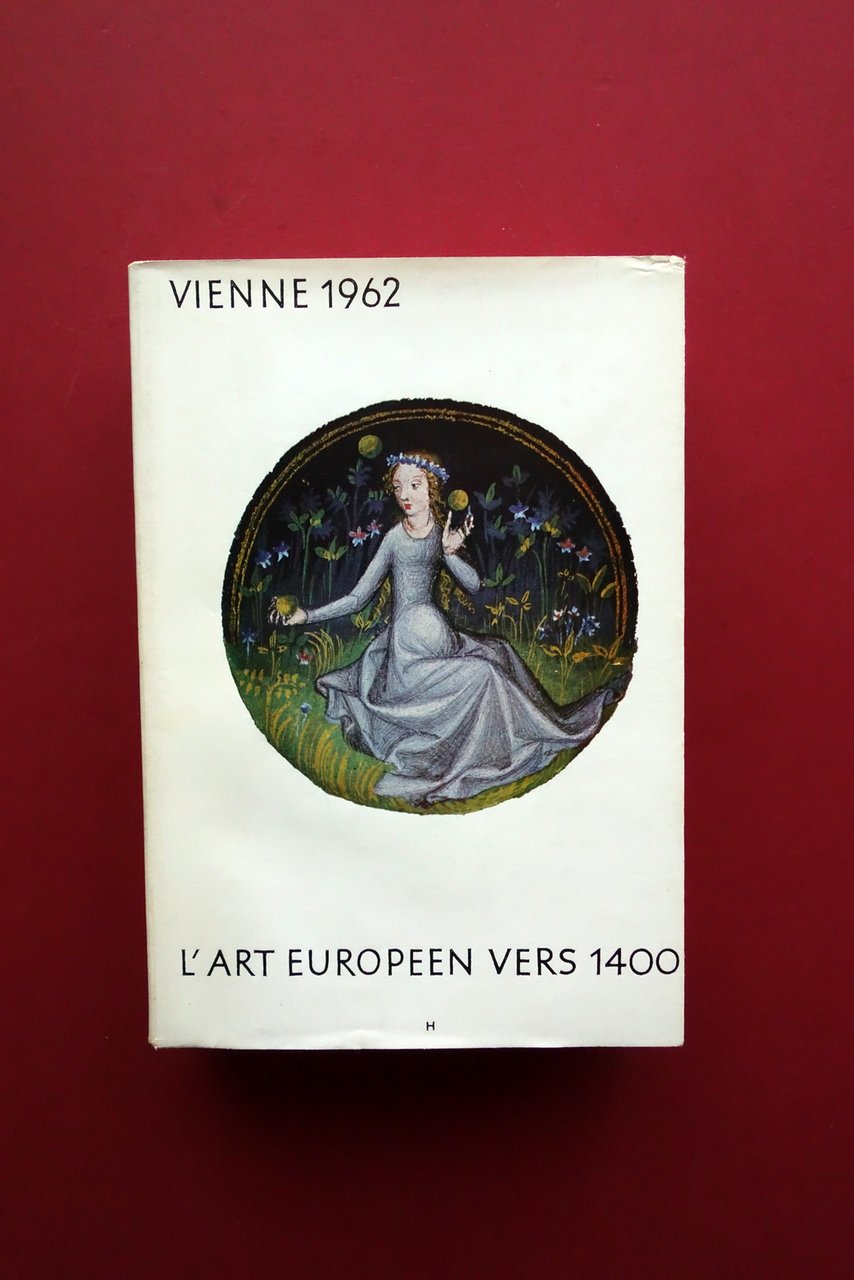 VIENNE 1962
L'ART EUROPEEN VERS 1400
H